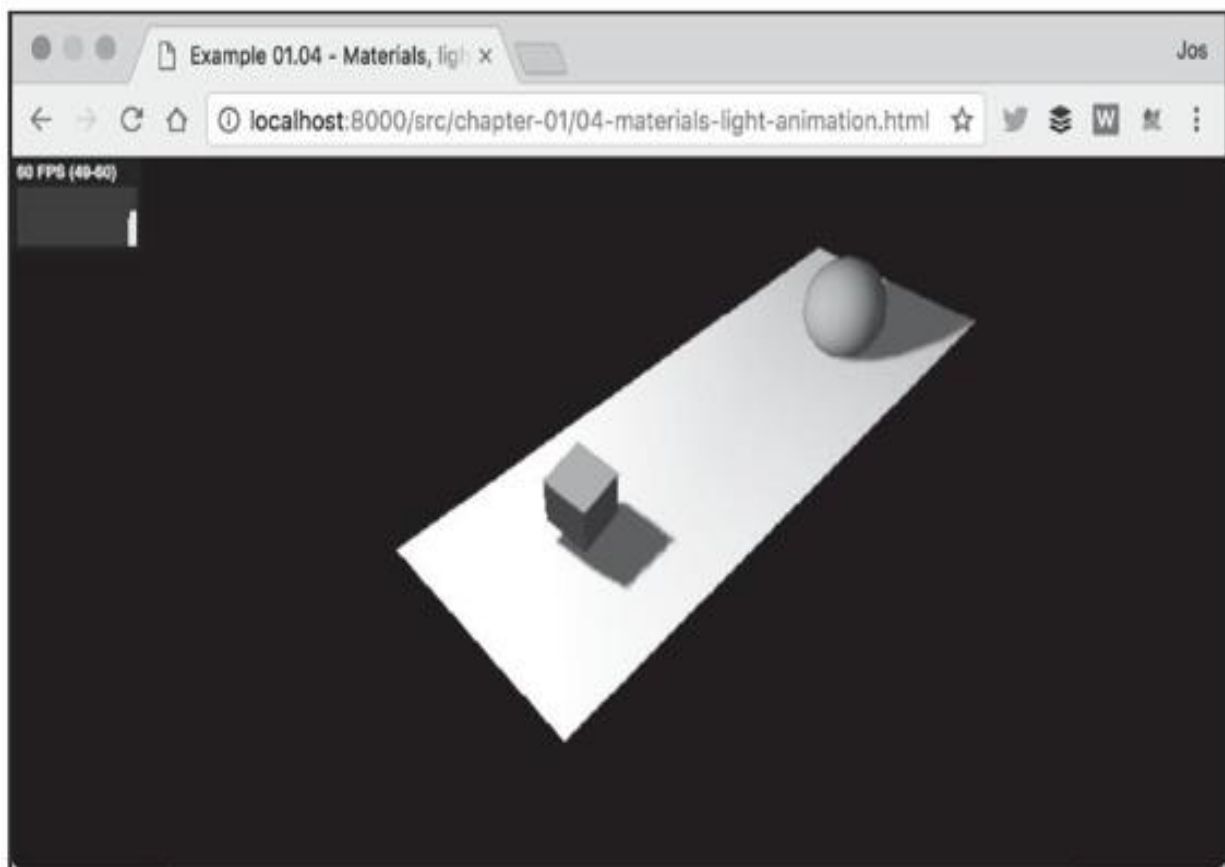 Example 01.04 - Materials, ligh
Jos
localhost:8000/src/chapter-01/04-materials-light-animation.html
W
60 FPS (49-60)